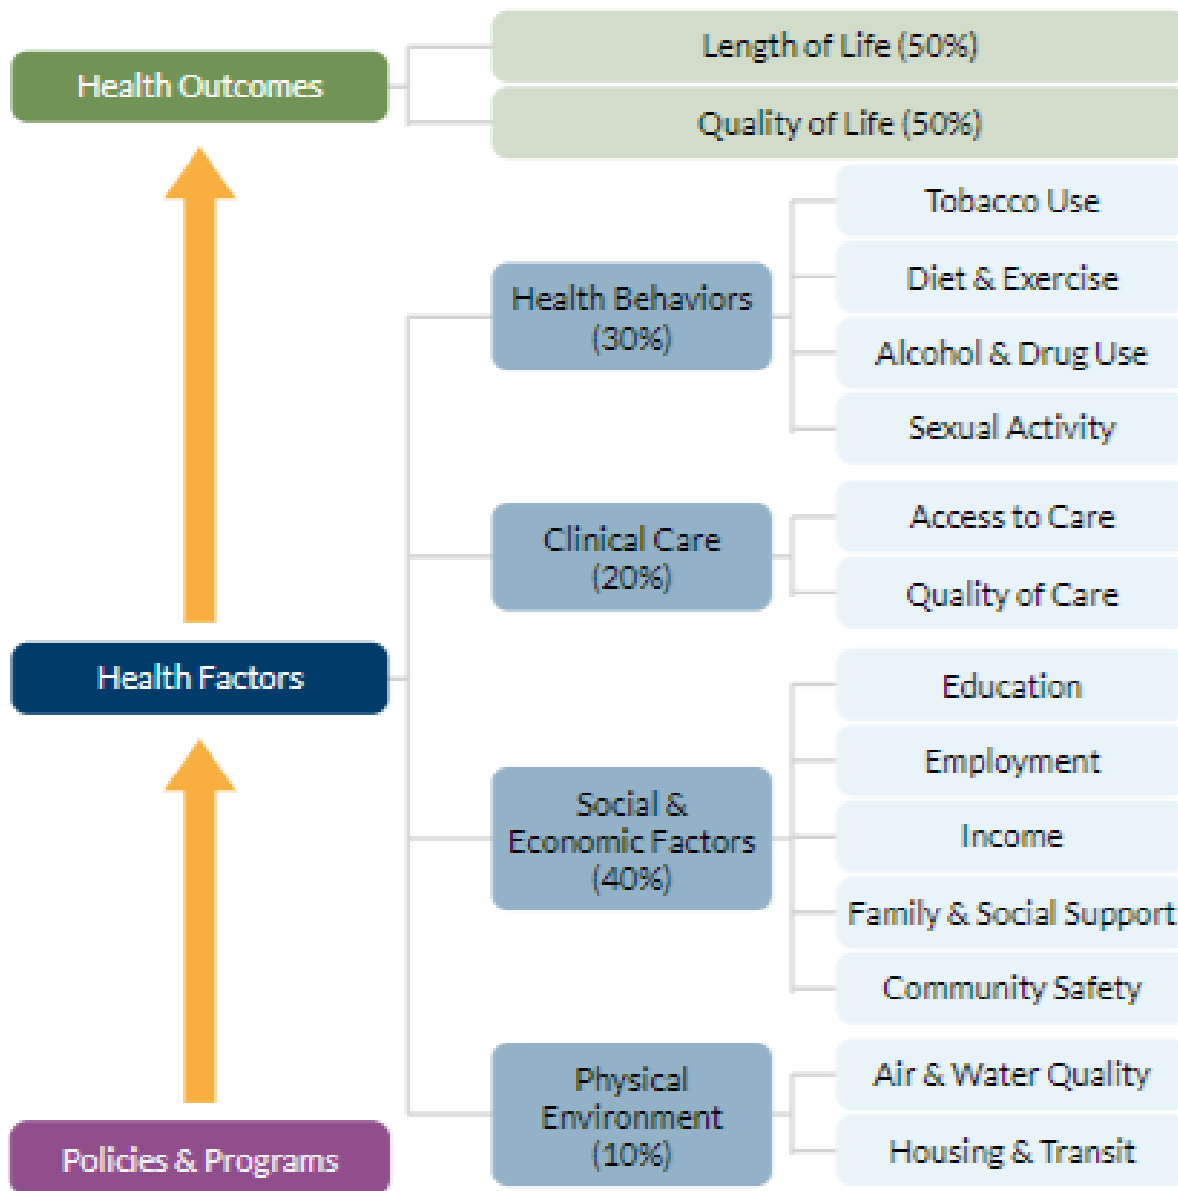 Health Outcomes
Length of Life (50%)
Quality of Life (50%)
Health Factors
Health Behaviors
(30%)
Tobacco Use
Diet & Exercise
Alcohol & Drug Use
Sexual Activity
Clinical Care
(20%)
Access to Care
Quality of Care
Social &
Economic Factors
(40%)
Education
Employment
Income
Family & Social Support
Community Safety
Physical
Environment
(10%)
Air & Water Quality
Housing & Transit
Policies & Programs